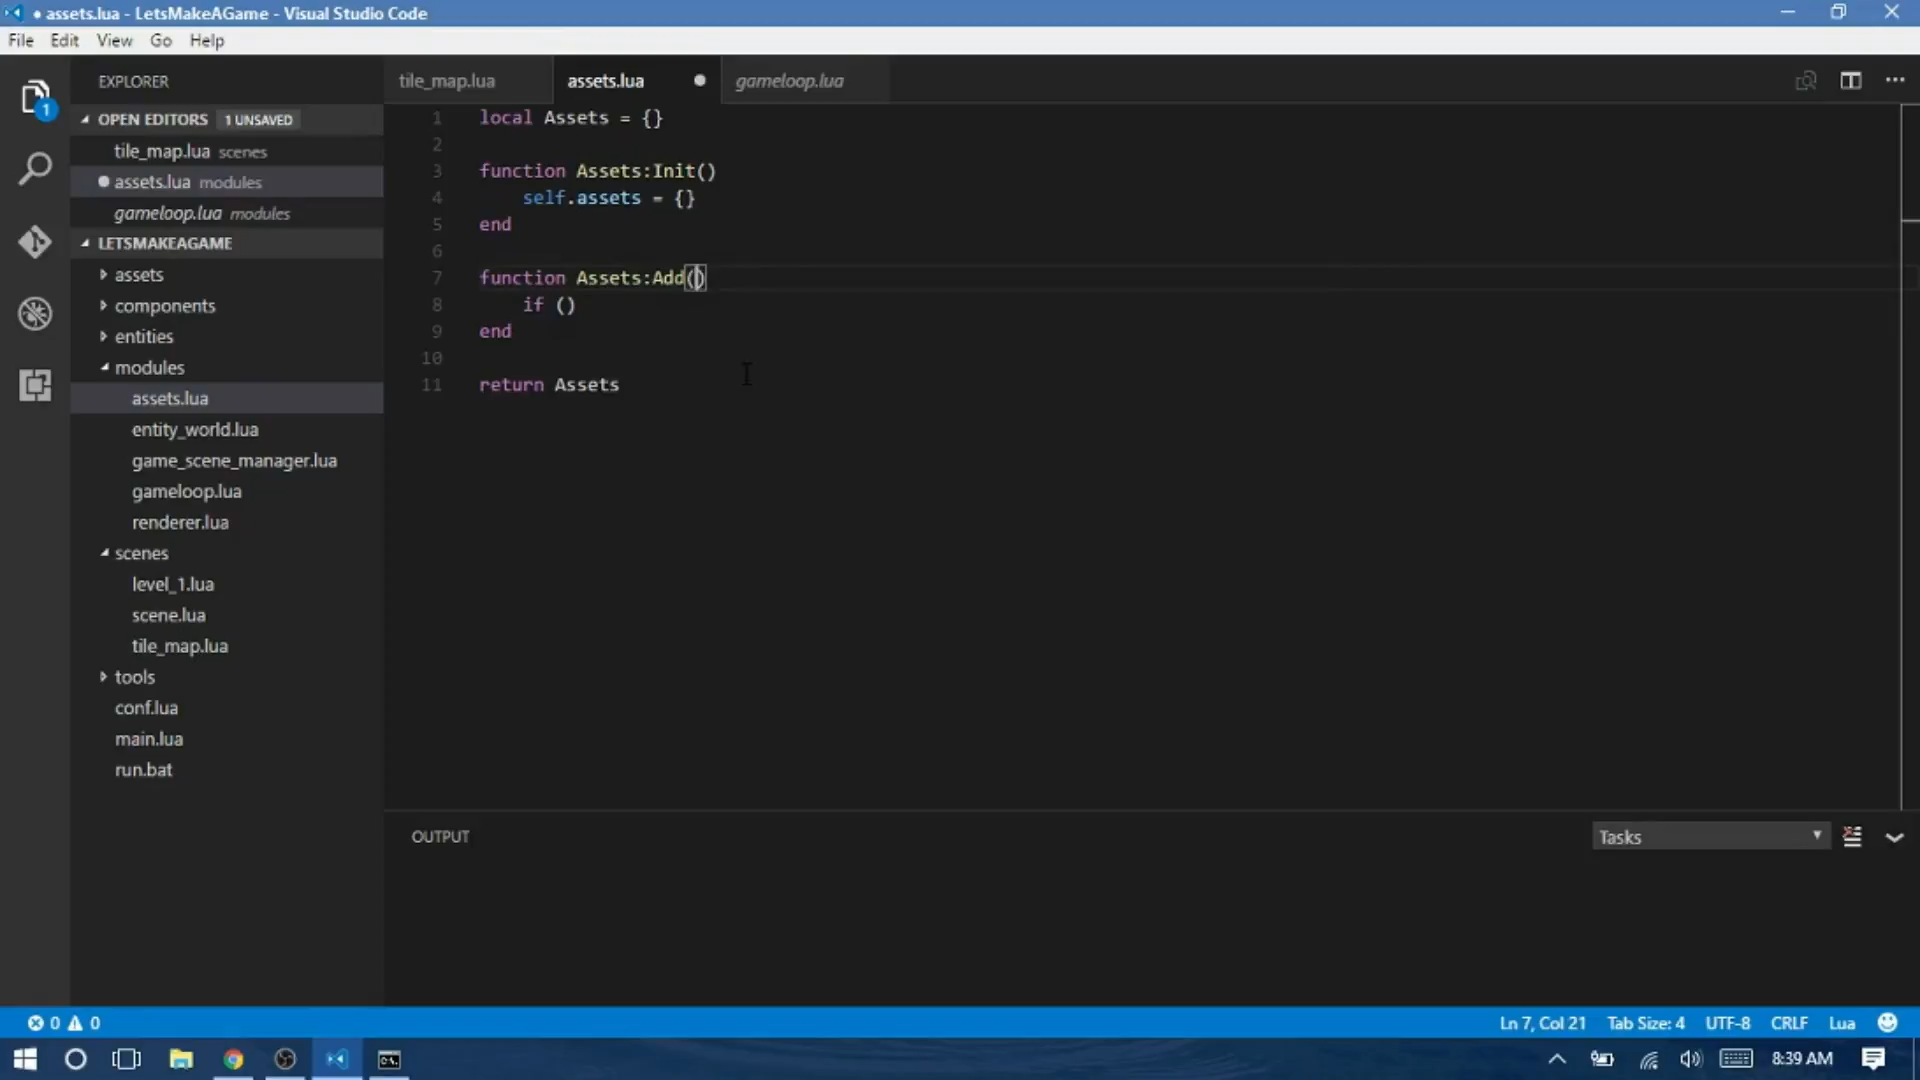 ● assets.lua - LetsMakeAGame - Visual Studio Code
File Edit View Go Help
EXPLORER
OPEN EDITORS 1 UNSAVED
tile_map.lua scenes
assets.lua modules
gameloop.lua modules
LETSMAKEAGAME
assets
components
entities
modules
assets.lua
entity_world.lua
game_scene_manager.lua
gameloop.lua
renderer.lua
scenes
level_1.lua
scene.lua
tile_map.lua
tools
conf.lua
main.lua
run.bat
1
tile_map.lua assets.lua gameloop.lua
1 local Assets = {}
2
3 function Assets:Init()
4 self.assets = {}
5 end
6
7 function Assets:Add()
8 if ()
9 end
10
11 return Assets
OUTPUT
Tasks
0 0
Ln 7, Col 21 Tab Size: 4 UTF-8 CRLF Lua
8:39 AM